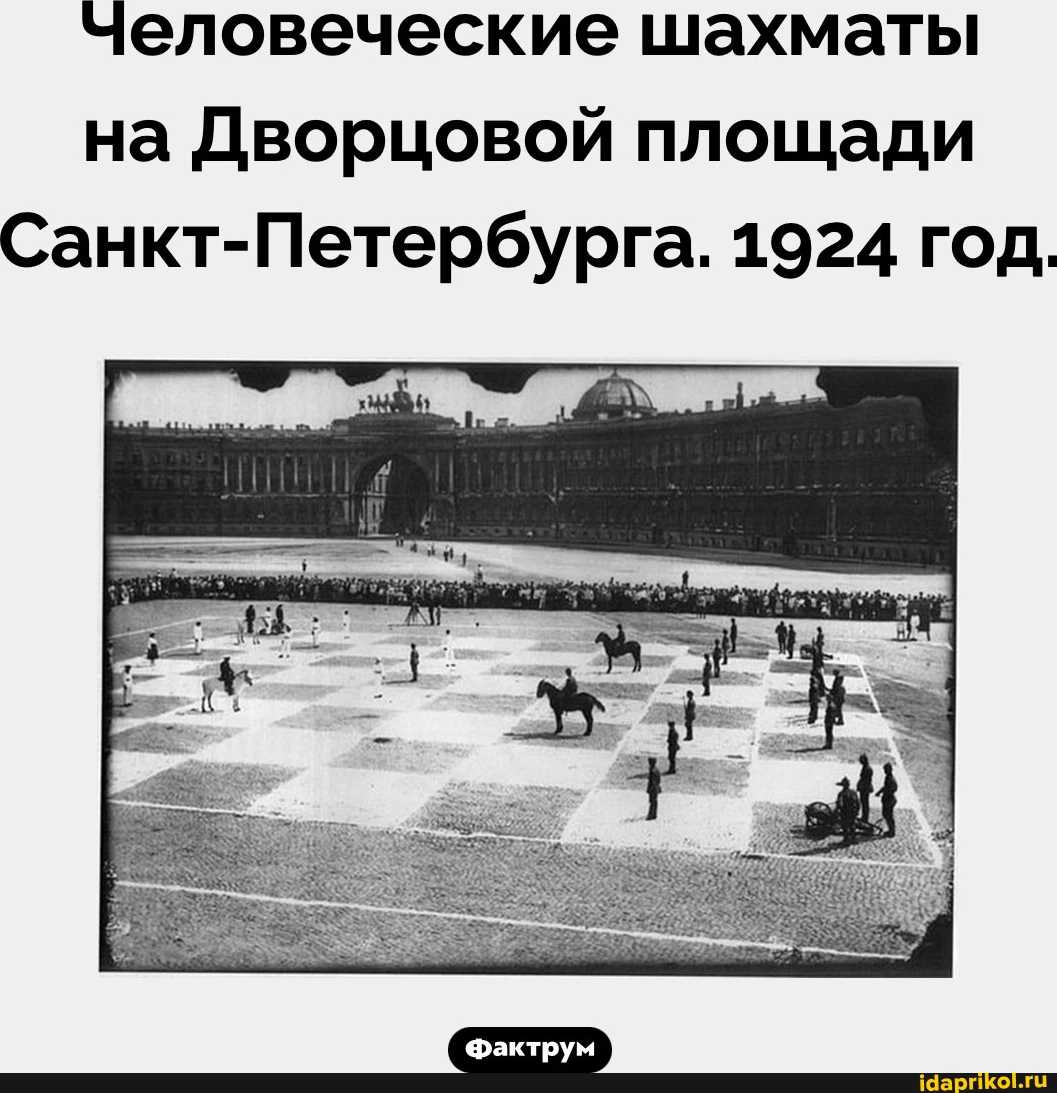 Человеческие шахматы
на Дворцовой площади
Санкт-Петербурга. 1924 год.
Фактрум
idaprikol.ru